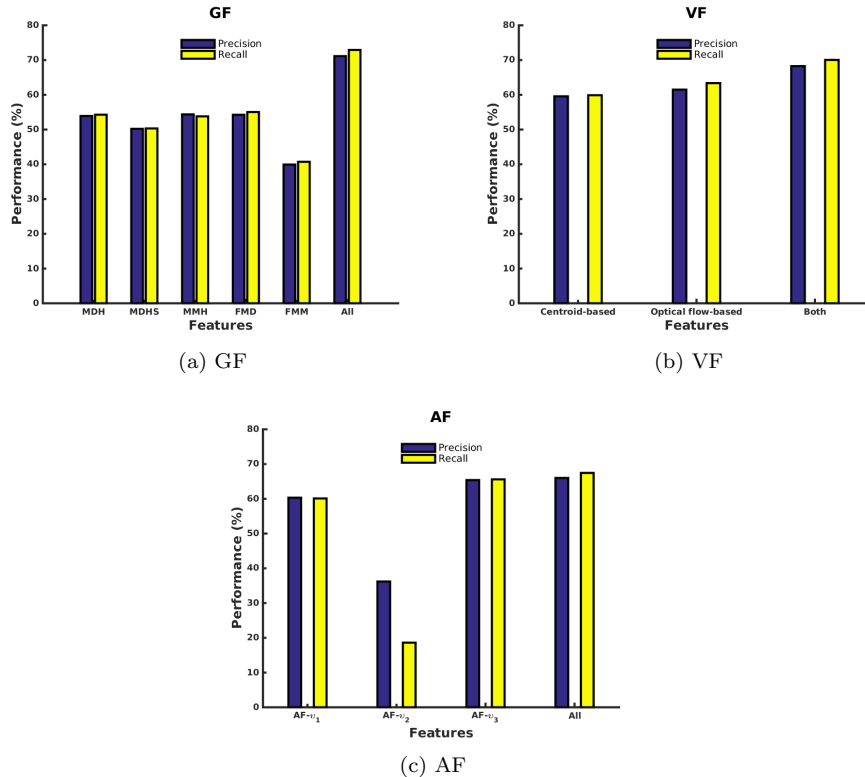 GF
80
70
60
50
40
30
20
10
0
Performance (%)
Precision
Recall
MDH MDHS MMH FMD FMM All
Features
(a) GF
VF
80
70
60
50
40
30
20
10
0
Performance (%)
Precision
Recall
Centroid-based Optical flow-based Both
Features
(b) VF
AF
80
70
60
50
40
30
20
10
0
Performance (%)
Precision
Recall
AF-υ₁ AF-υ₂ AF-υ₃ All
Features
(c) AF